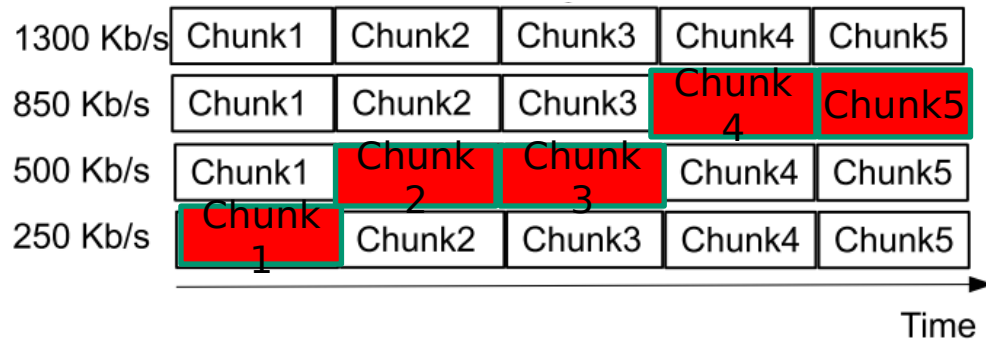 1300 Kb/s Chunk1 Chunk2 Chunk3 Chunk4 Chunk5
850 Kb/s Chunk1 Chunk2 Chunk3 Chunk 4 Chunk5
500 Kb/s Chunk1 Chunk 2 Chunk 3 Chunk4 Chunk5
250 Kb/s Chunk 1 Chunk2 Chunk3 Chunk4 Chunk5
Time